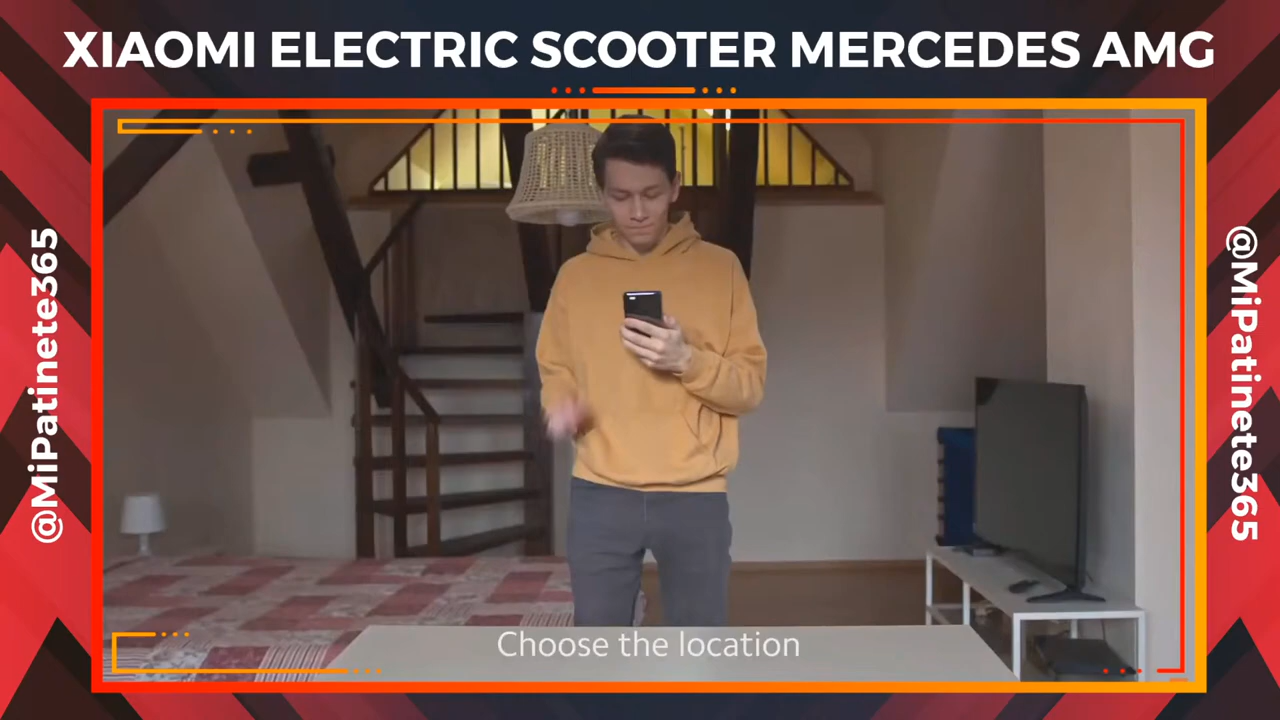 XIAOMI ELECTRIC SCOOTER MERCEDES AMG
@MiPatinete365
@MiPatinete365
Choose the location